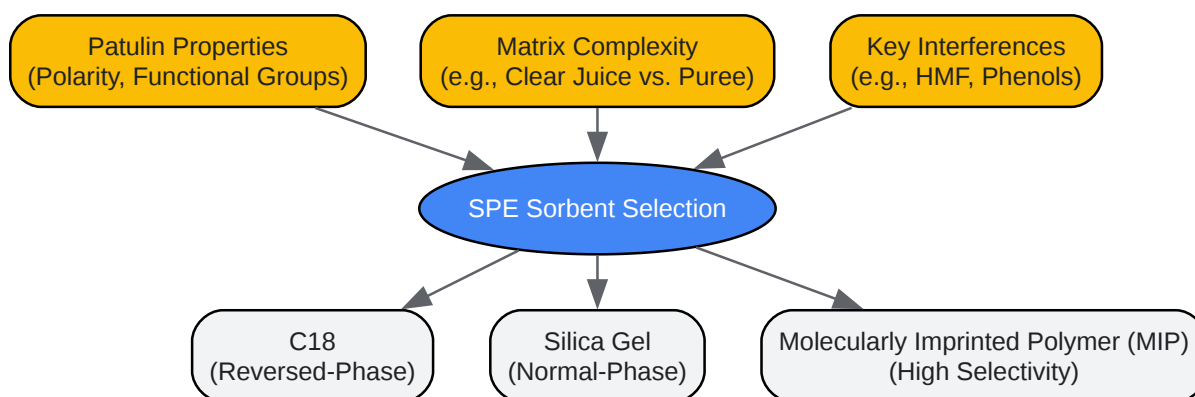 Patulin Properties
(Polarity, Functional Groups)
Matrix Complexity
(e.g., Clear Juice vs. Puree)
Key Interferences
(e.g., HMF, Phenols)
SPE Sorbent Selection
C18
(Reversed-Phase)
Silica Gel
(Normal-Phase)
Molecularly Imprinted Polymer (MIP)
(High Selectivity)